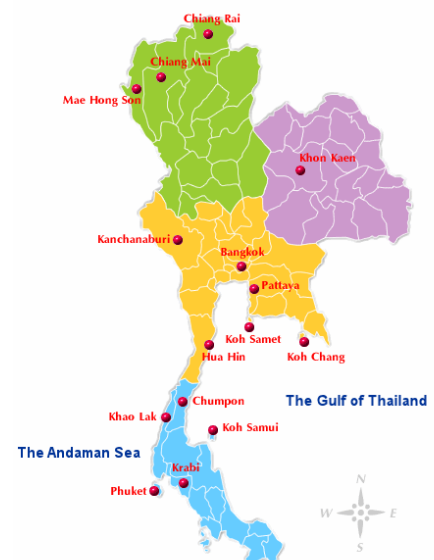 Chiang Rai
Chiang Mai
Mae Hong Son
Khon Kaen
Kanchanaburi
Bangkok
Pattaya
Koh Samet
Hua Hin
Koh Chang
Chumpon
The Gulf of Thailand
Khao Lak
Koh Samui
The Andaman Sea
Krabi
Phuket
N
W E
S